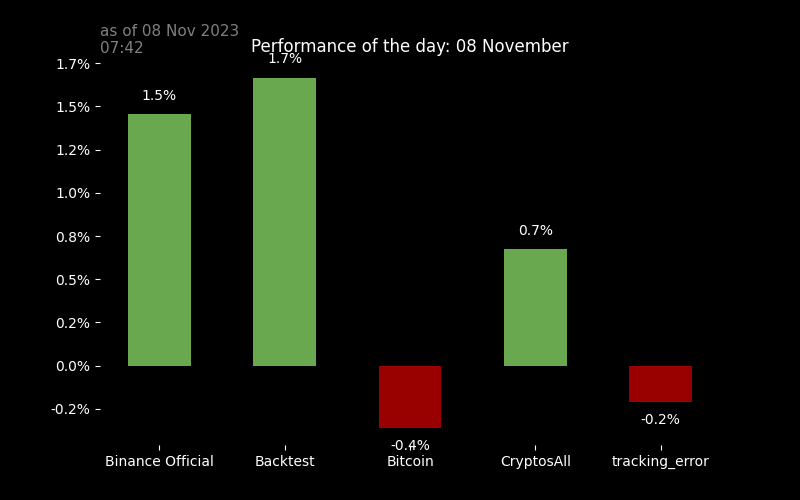 as of 08 Nov 2023
07:42
Performance of the day: 08 November
1.7%
1.5%
1.2%
1.0%
0.8%
0.5%
0.2%
0.0%
-0.2%
1.5%
1.7%
-0.4%
0.7%
-0.2%
Binance Official
Backtest
Bitcoin
CryptosAll
tracking_error